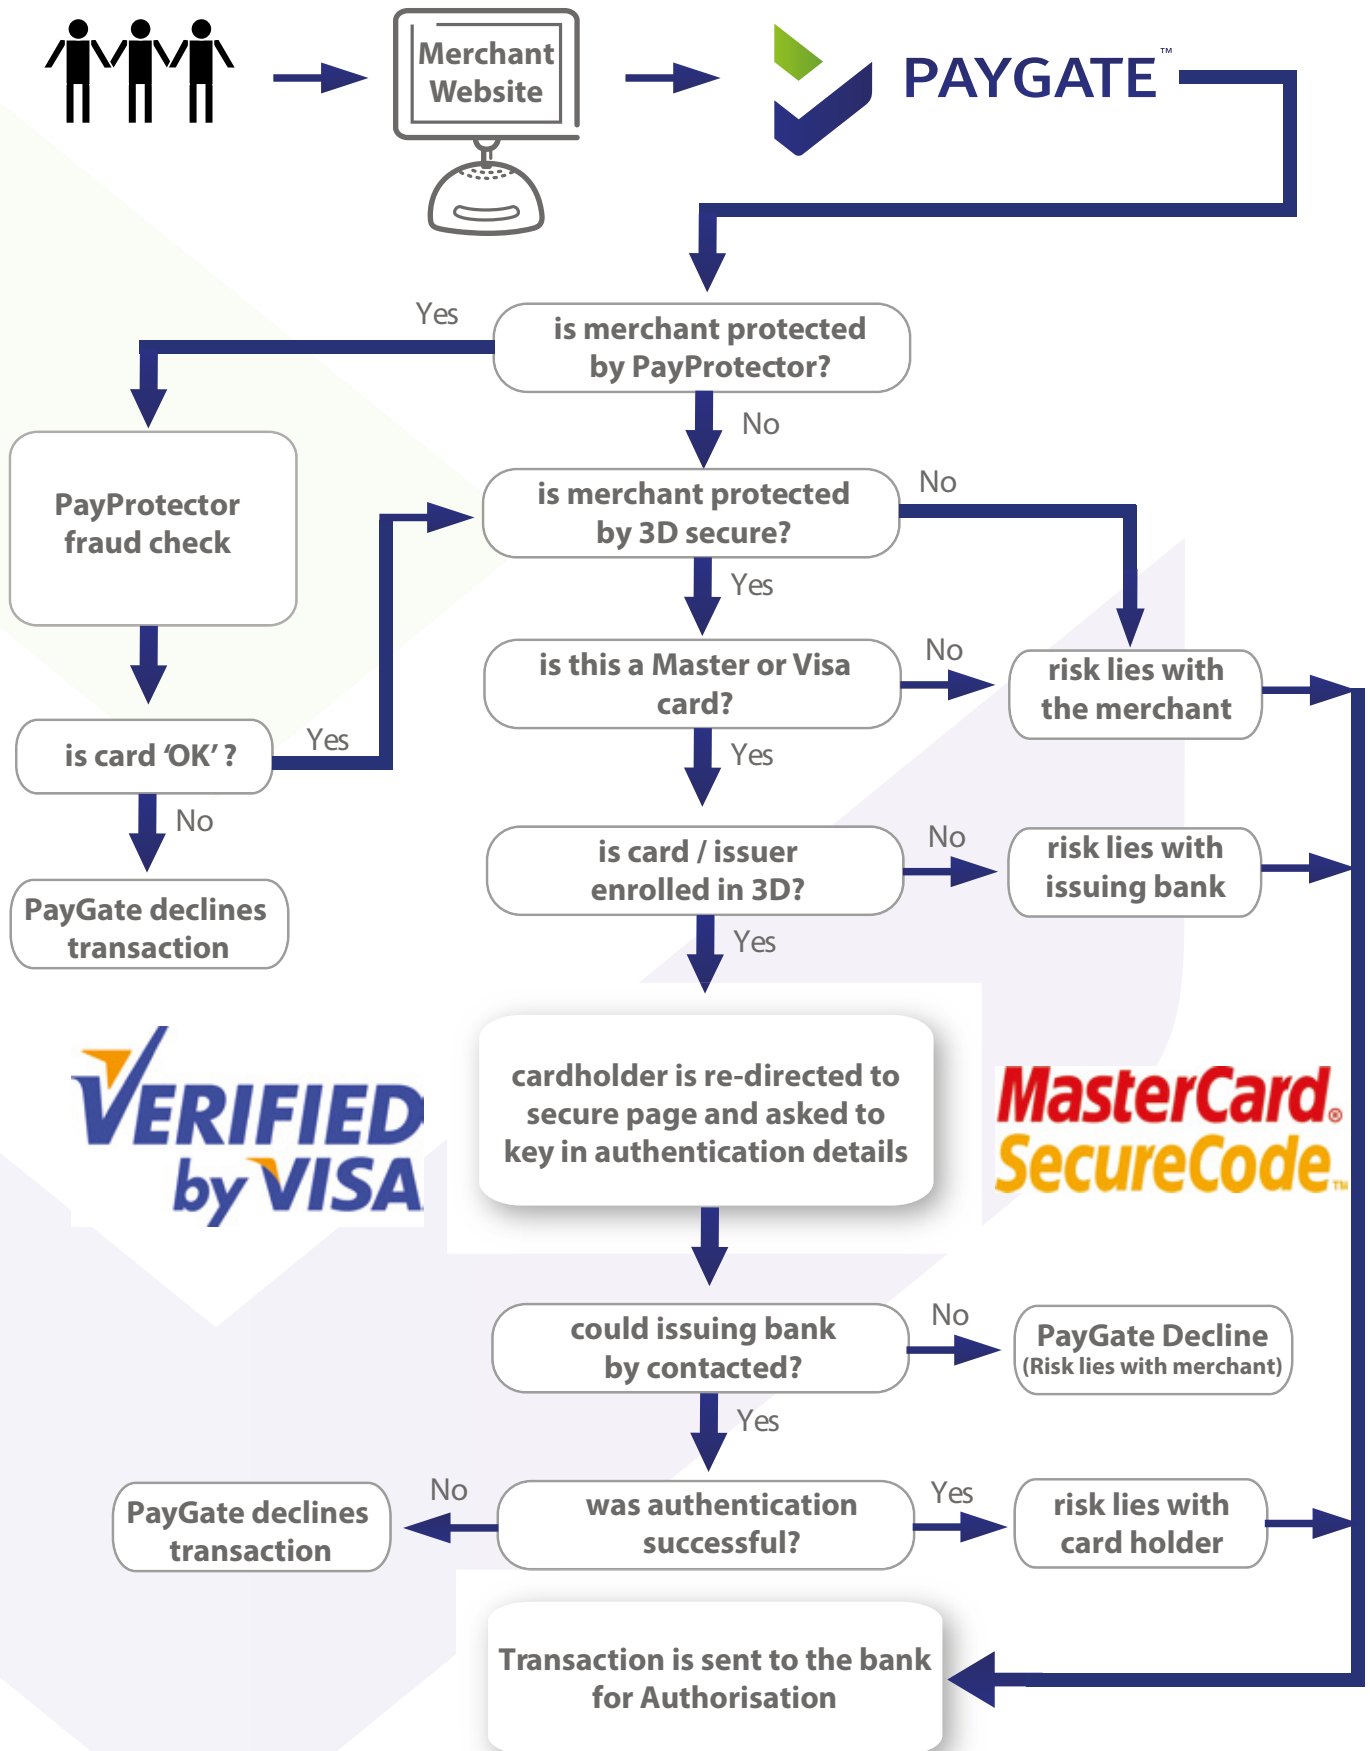 Merchant
Website
PAYGATE™
Yes
is merchant protected
by PayProtector?
No
PayProtector
fraud check
is merchant protected
by 3D secure?
No
Yes
is this a Master or Visa
card?
No
risk lies with
the merchant
is card ‘OK’ ?
Yes
Yes
No
is card / issuer
enrolled in 3D?
No
risk lies with
issuing bank
PayGate declines
transaction
Yes
VERIFIED
by VISA
cardholder is re-directed to
secure page and asked to
key in authentication details
MasterCard®
SecureCode™
could issuing bank
by contacted?
No
PayGate Decline
(Risk lies with merchant)
Yes
PayGate declines
transaction
No
was authentication
successful?
Yes
risk lies with
card holder
Transaction is sent to the bank
for Authorisation